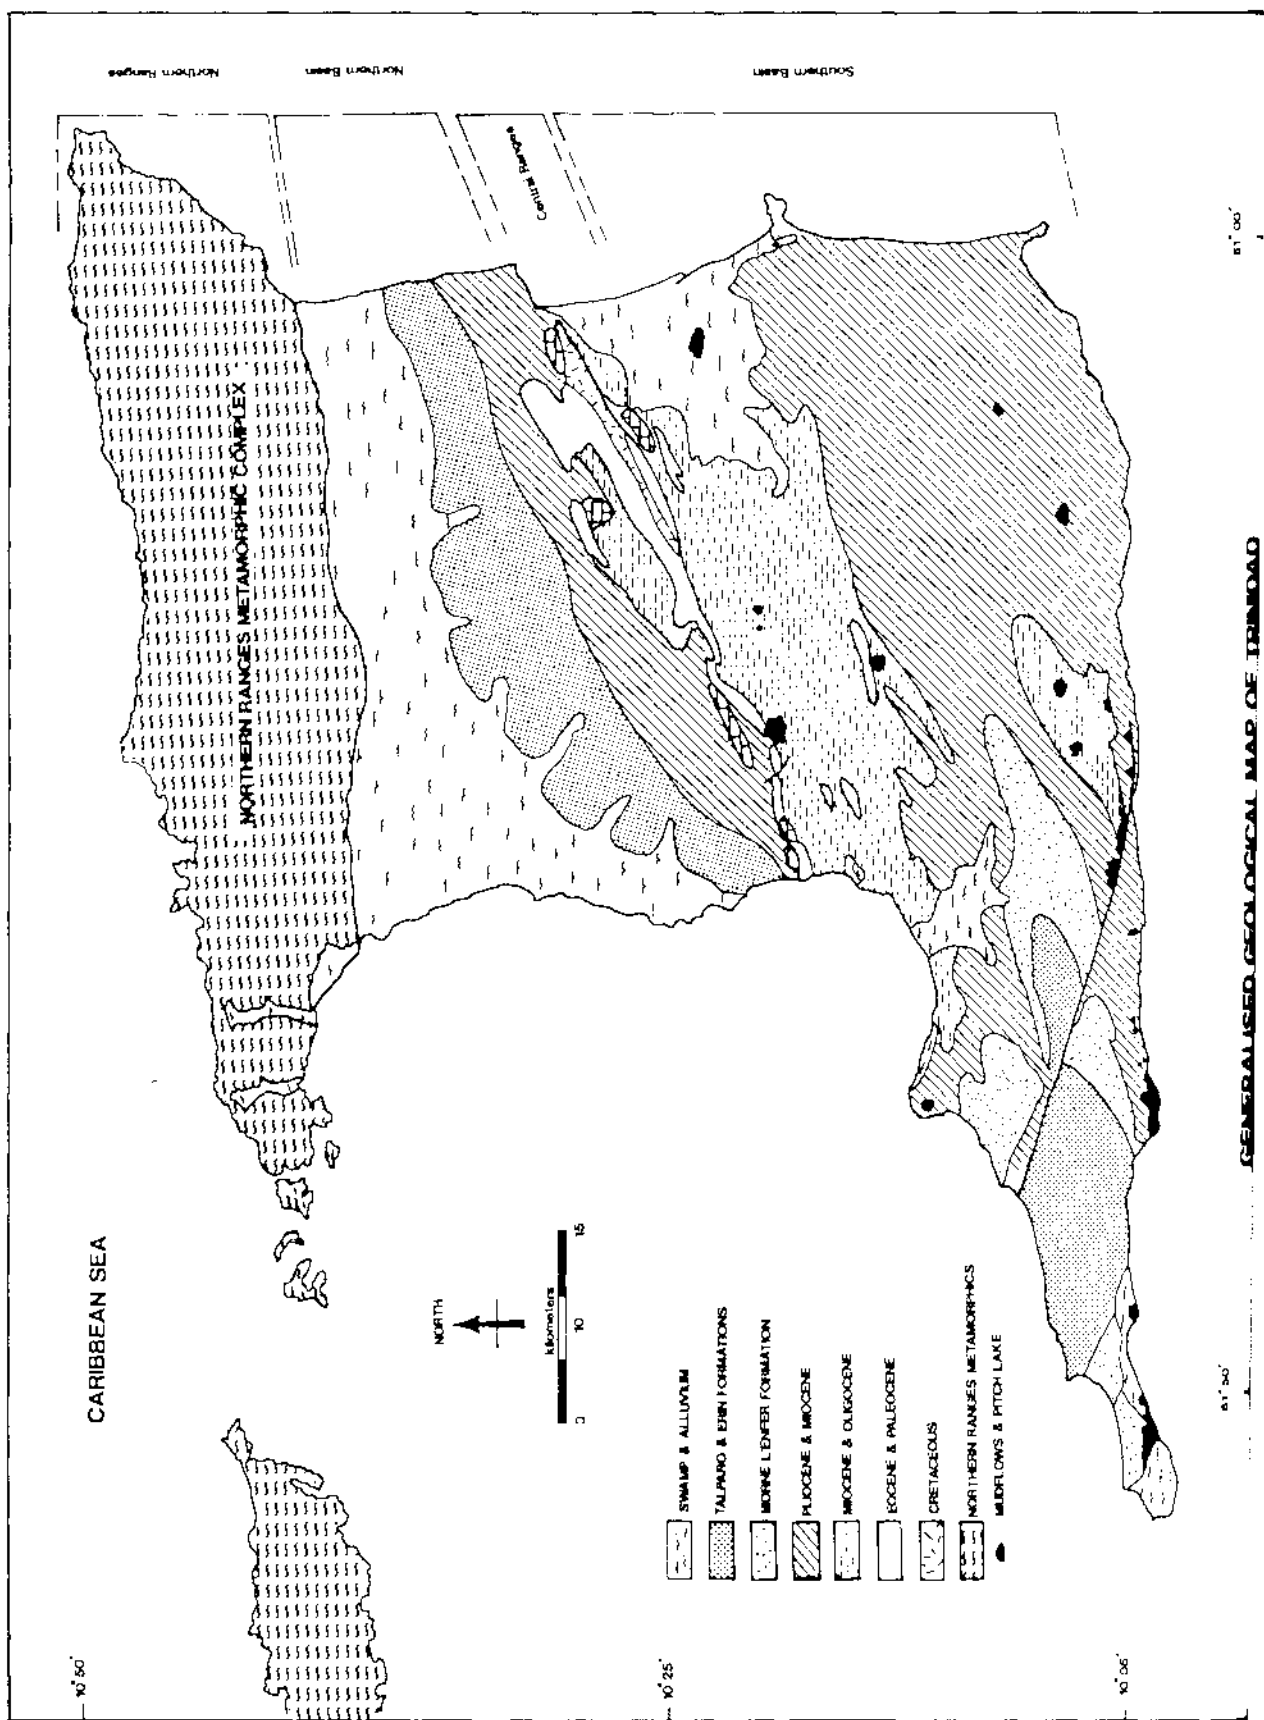 Northern Ranges
Northern Basin
Central Ranges
Southern Basin
NORTHERN RANGES METAMORPHIC COMPLEX
CARIBBEAN SEA
NORTH
kilometers
0 10 15
SWAMP & ALLUVIUM
TALPARO & ERIN FORMATIONS
MORNE L'ENFER FORMATION
PLIOCENE & MIOCENE
MIOCENE & OLIGOCENE
EOCENE & PALEOCENE
CRETACEOUS
NORTHERN RANGES METAMORPHICS
MUDFLOWS & PITCH LAKE
10°50'
10°25'
10°05'
61°50'
61°00'
GENERALISED GEOLOGICAL MAP OF TRINIDAD